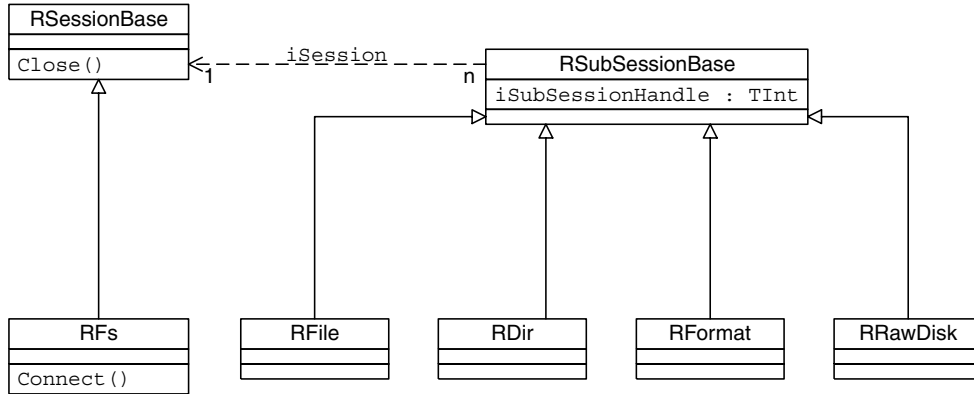 RSessionBase
Close()
iSession
1
n
RSubSessionBase
iSubSessionHandle : TInt
RFs
Connect()
RFile
RDir
RFormat
RRawDisk